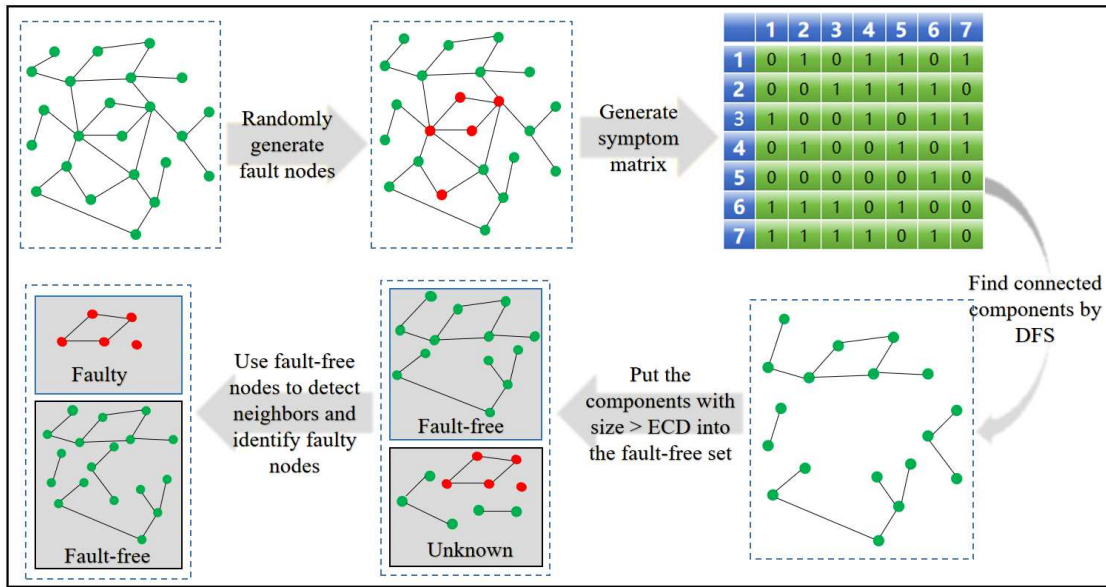 Randomly
generate
fault nodes
Generate
symptom
matrix
1 2 3 4 5 6 7
1 0 1 0 1 1 0 1
2 0 0 1 1 1 1 0
3 1 0 0 1 0 1 1
4 0 1 0 0 1 0 1
5 0 0 0 0 0 1 0
6 1 1 1 0 1 0 0
7 1 1 1 1 0 1 0
Find connected
components by
DFS
Put the
components with
size > ECD into
the fault-free set
Fault-free
Unknown
Use fault-free
nodes to detect
neighbors and
identify faulty
nodes
Faulty
Fault-free